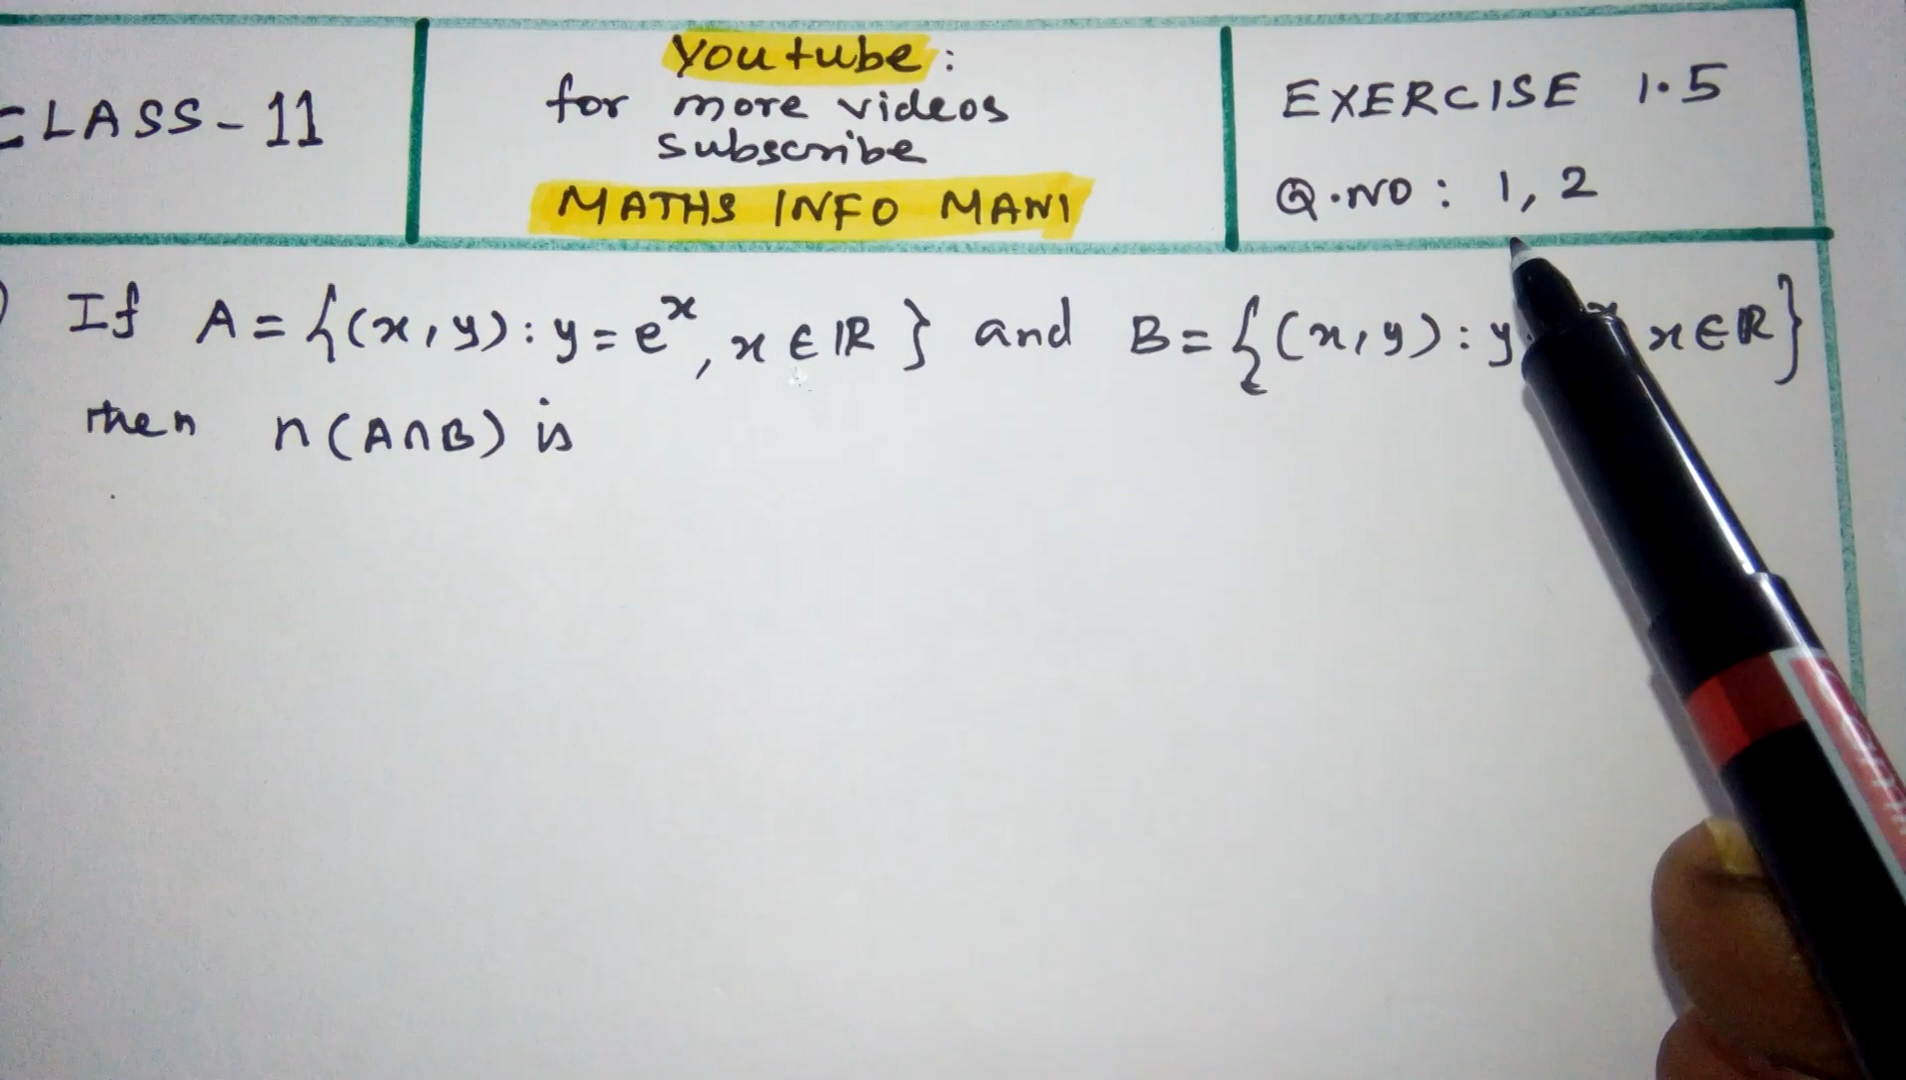 CLASS-11
Youtube:
for more videos
subscribe
MATHS INFO MANI
EXERCISE 1.5
Q.NO: 1, 2
) If A={(x,y): y=eˣ, x∈ℝ} and B={(x,y): y x∈ℝ}
then n(A∩B) is